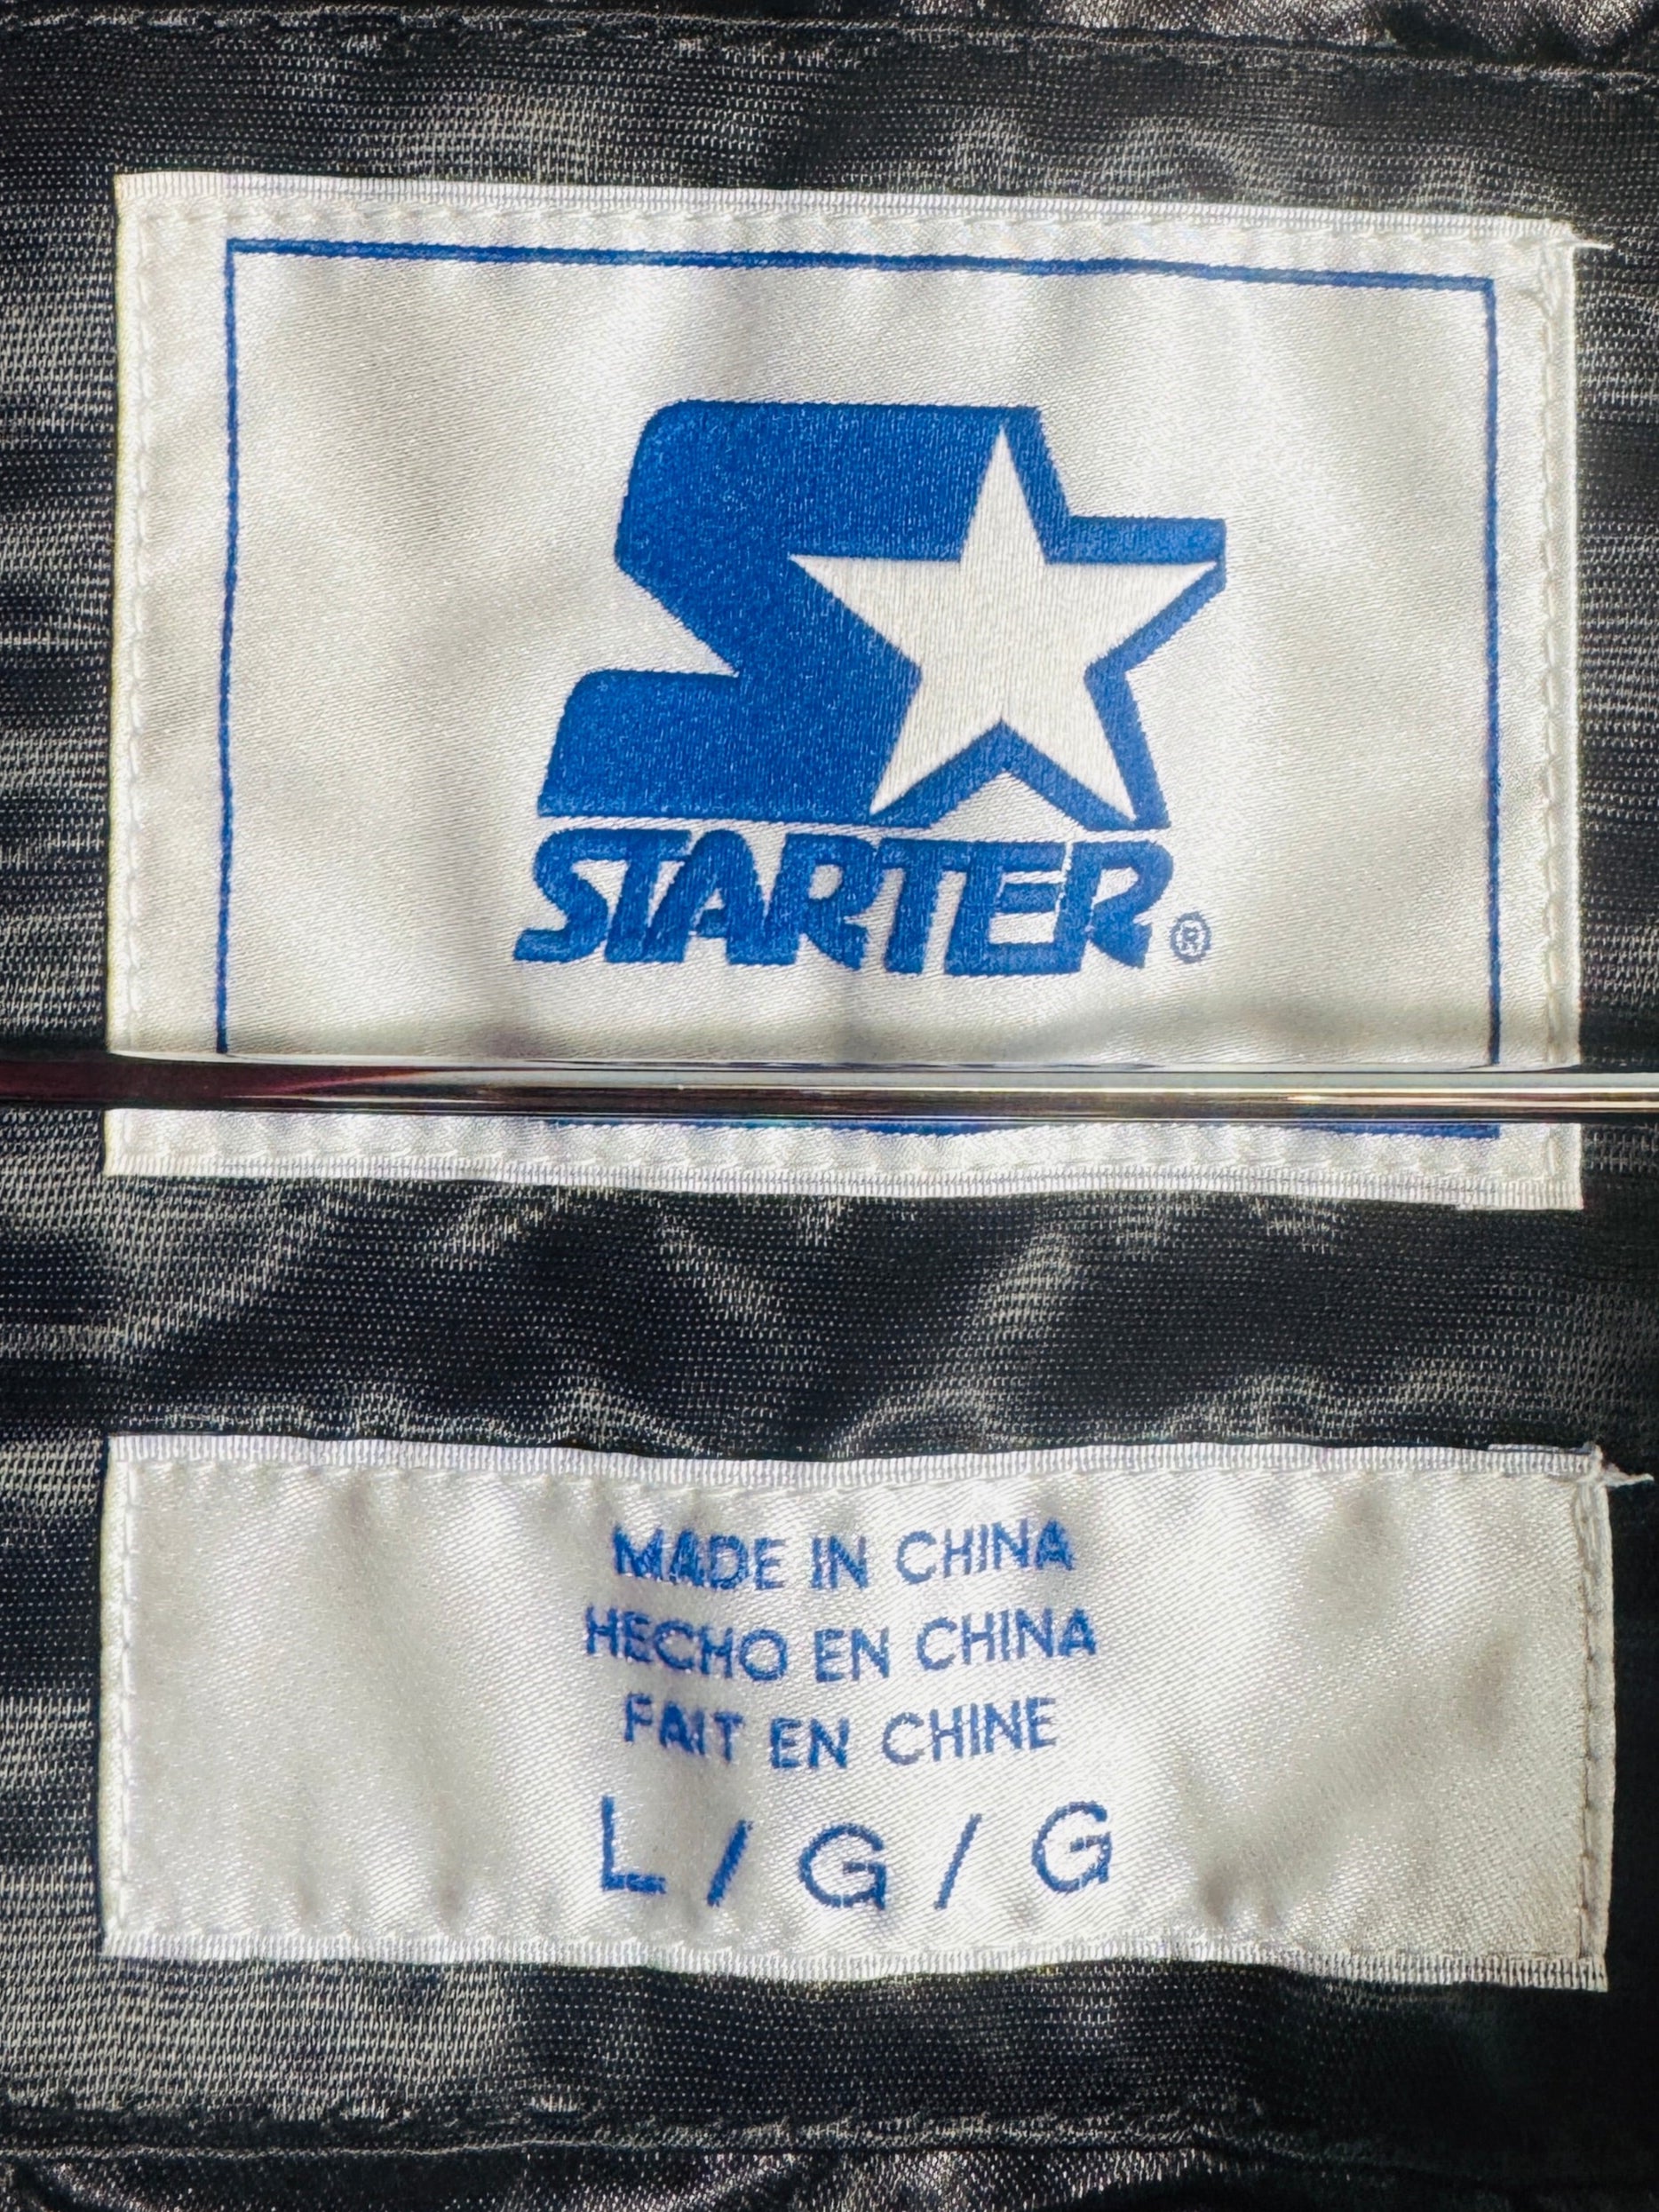 STARTER®
MADE IN CHINA
HECHO EN CHINA
FAIT EN CHINE
L / G / G